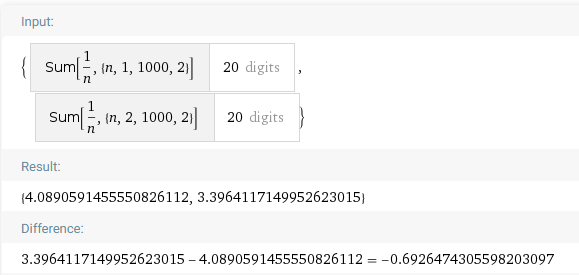 Input:
{ Sum[1/n, {n, 1, 1000, 2}] 20 digits ,
Sum[1/n, {n, 2, 1000, 2}] 20 digits }
Result:
{4.0890591455550826112, 3.3964117149952623015}
Difference:
3.3964117149952623015 − 4.0890591455550826112 = −0.6926474305598203097